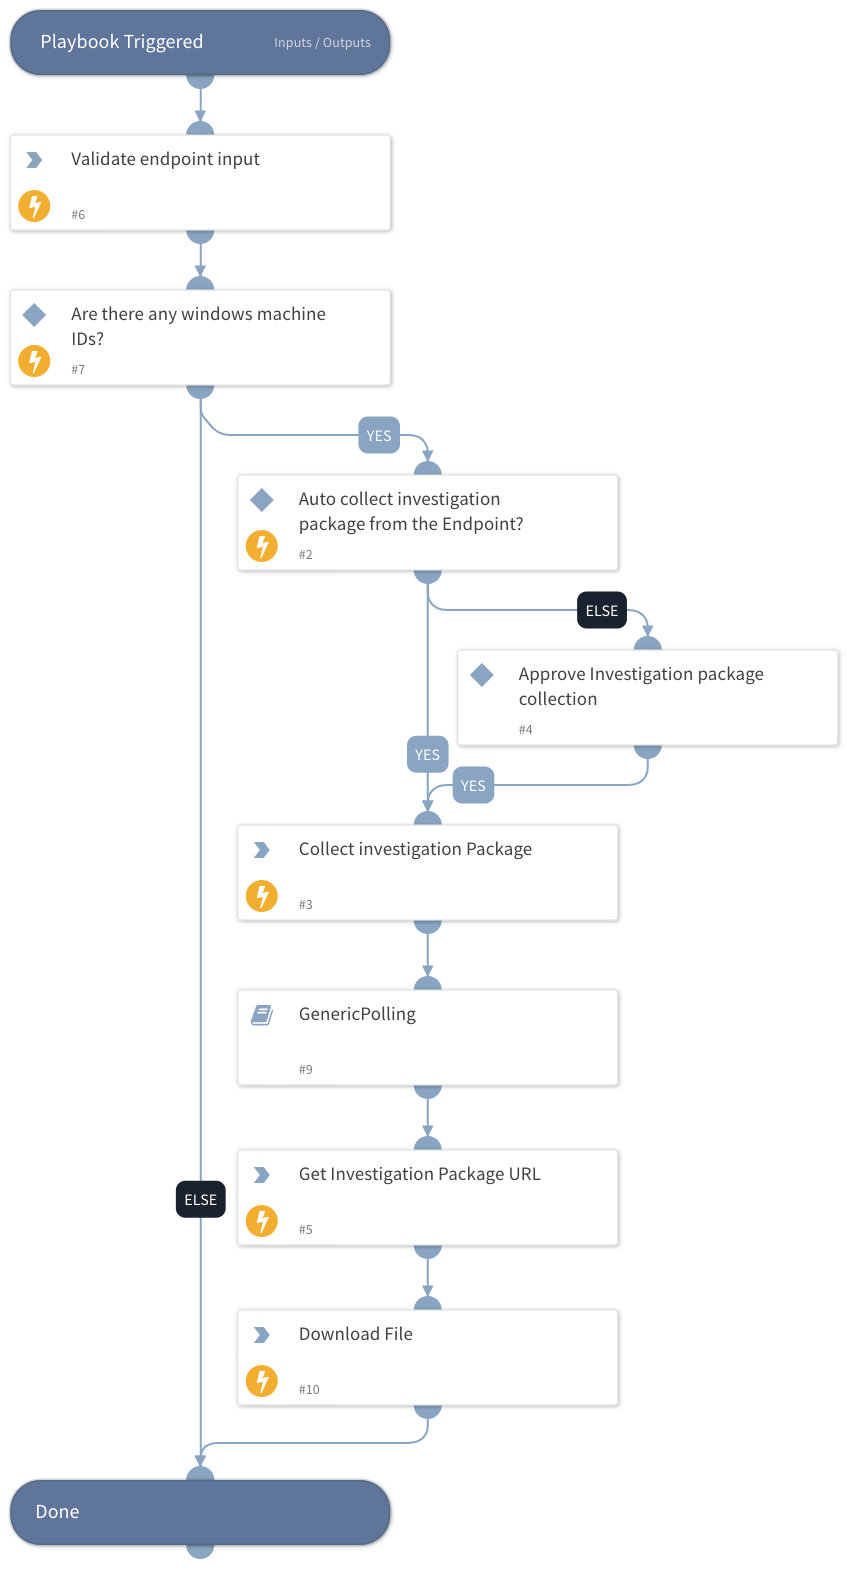 Playbook Triggered
Inputs / Outputs
Validate endpoint input
#6
Are there any windows machine
IDs?
#7
YES
Auto collect investigation
package from the Endpoint?
#2
ELSE
Approve Investigation package
collection
#4
YES
YES
Collect investigation Package
#3
GenericPolling
#9
Get Investigation Package URL
#5
ELSE
Download File
#10
Done